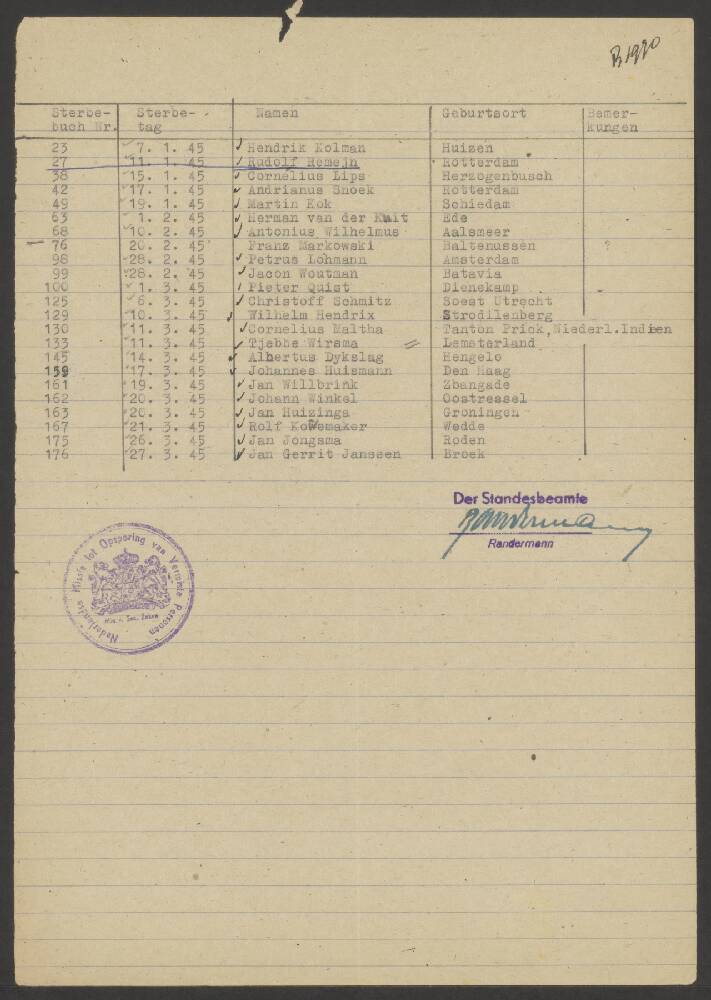 B 1990
Sterbe- Sterbe- Namen Geburtsort Bemer-
buch Nr. tag kungen
23 7. 1. 45 Hendrik Kolman Huizen
27 11. 1. 45 Rudolf Remejn Rotterdam
38 15. 1. 45 Cornelius Lips Herzogenbusch
42 17. 1. 45 Andrianus Snoek Rotterdam
49 19. 1. 45 Martin Kok Schiedam
63 1. 2. 45 Herman van der Kult Ede
68 10. 2. 45 Antonius Wilhelmus Aalsmeer
76 20. 2. 45 Franz Markowski Baltenussen ?
98 28. 2. 45 Petrus Lohmann Amsterdam
99 28. 2. 45 Jacon Woutman Batavia
100 1. 3. 45 Pieter Quist Dienekamp
125 6. 3. 45 Christoff Schmitz Soest Utrecht
129 10. 3. 45 Wilhelm Hendrix Strodilenberg
130 11. 3. 45 Cornelius Maltha Tanton Prick, Niederl. Indien
133 11. 3. 45 Tjebbe Wirsma Lemsterland
145 14. 3. 45 Albertus Dykslag Hengelo
159 17. 3. 45 Johannes Huismann Den Haag
161 19. 3. 45 Jan Willbrink Zbangade
162 20. 3. 45 Johann Winkel Oostressel
163 20. 3. 45 Jan Huizinga Groningen
167 21. 3. 45 Rolf Kowemaker Wedde
175 26. 3. 45 Jan Jongsma Roden
176 27. 3. 45 Jan Gerrit Janssen Broek
Der Standesbeamte
Randermann
Randermann
Nederlandse Missie tot Opsporing van Vermiste Personen